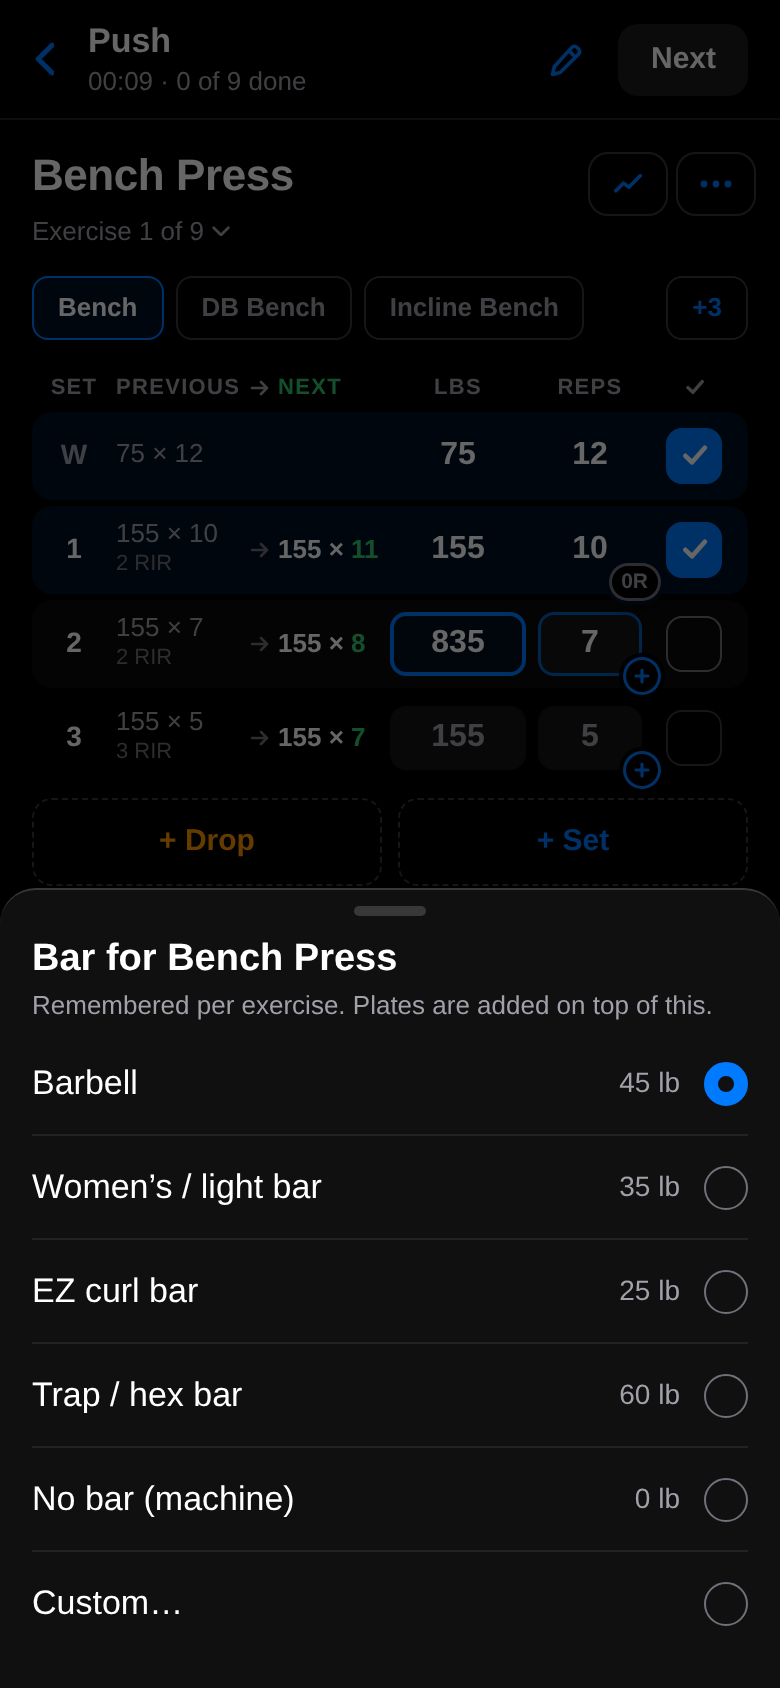 Push
00:09 · 0 of 9 done
Next
Bench Press
Exercise 1 of 9
Bench DB Bench Incline Bench +3
SET PREVIOUS → NEXT LBS REPS ✓
W 75 × 12 75 12
1 155 × 10 2 RIR → 155 × 11 155 10 0R
2 155 × 7 2 RIR → 155 × 8 835 7 +
3 155 × 5 3 RIR → 155 × 7 155 5 +
+ Drop + Set
Bar for Bench Press
Remembered per exercise. Plates are added on top of this.
Barbell 45 lb
Women’s / light bar 35 lb
EZ curl bar 25 lb
Trap / hex bar 60 lb
No bar (machine) 0 lb
Custom…